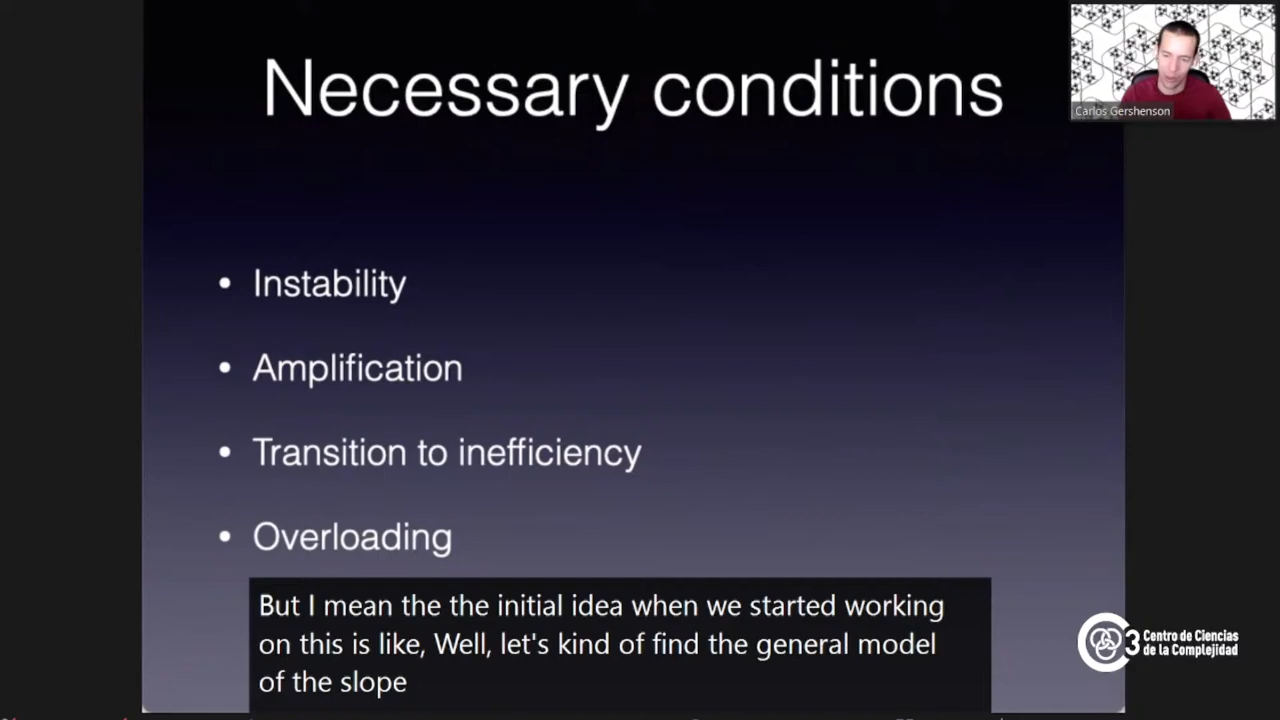 Necessary conditions
Carlos Gershenson
• Instability
• Amplification
• Transition to inefficiency
• Overloading
But I mean the the initial idea when we started working
on this is like, Well, let's kind of find the general model
of the slope
C3 Centro de Ciencias
de la Complejidad